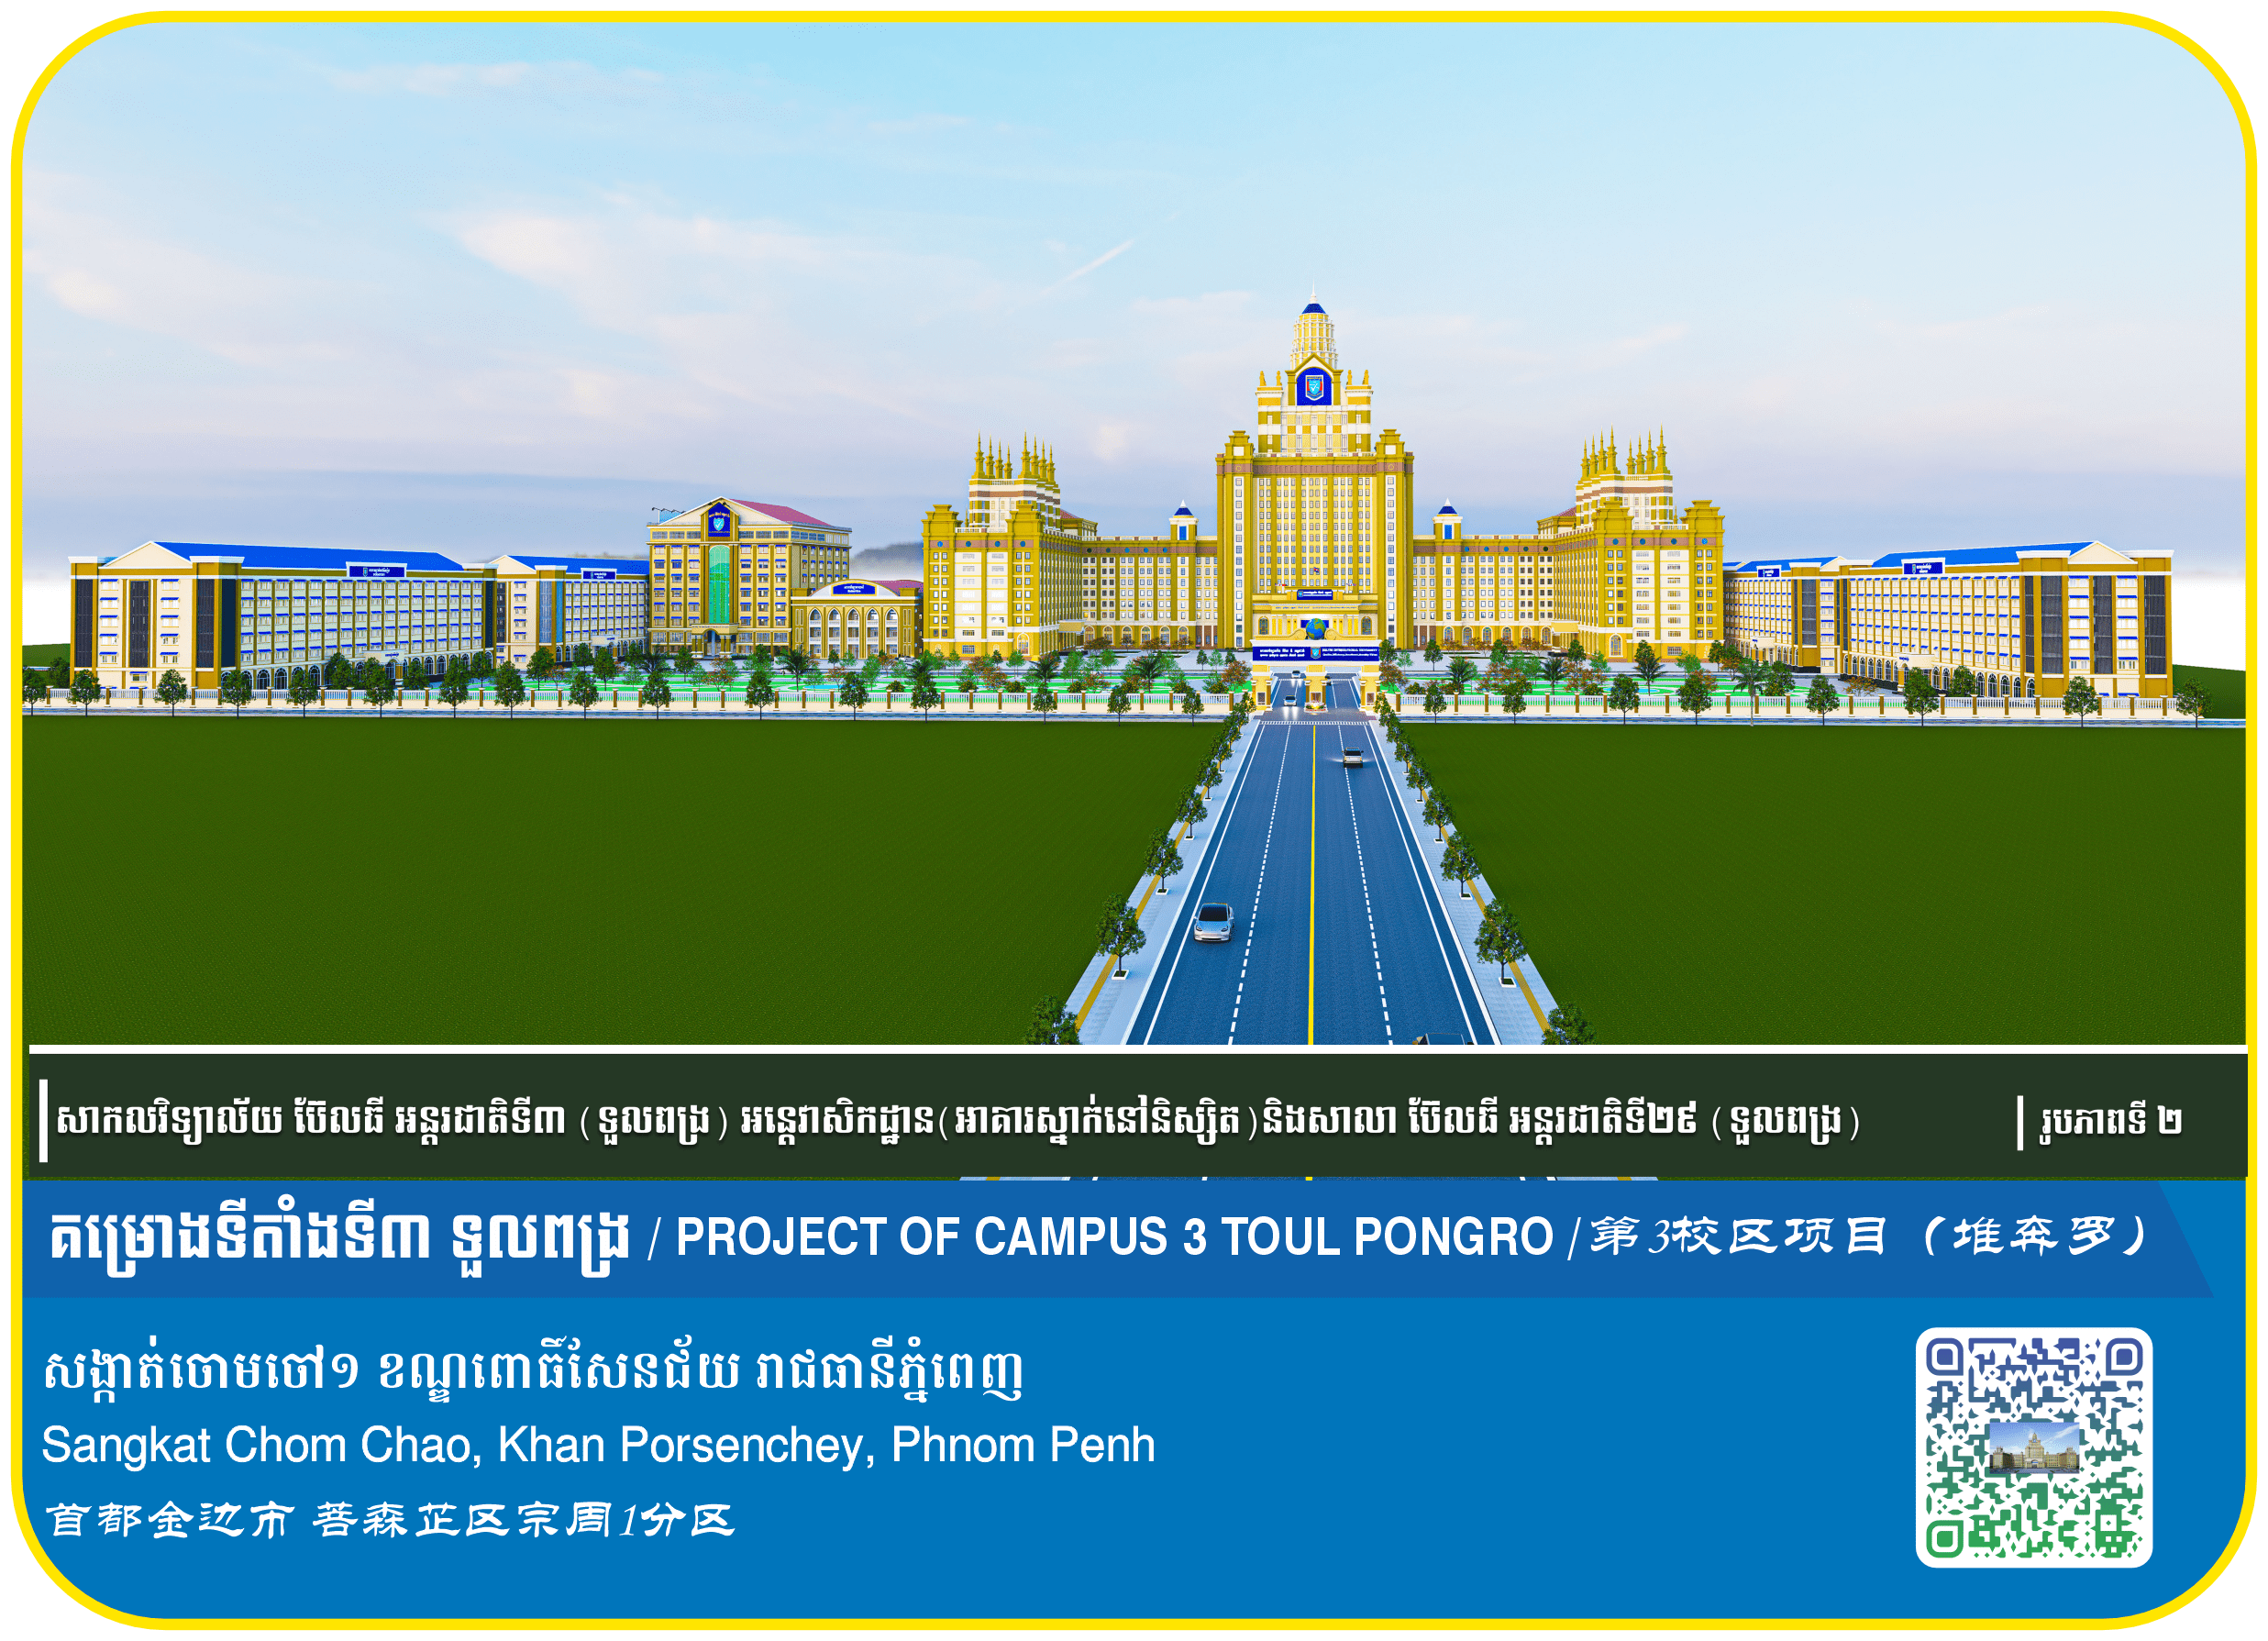 សាកលវិទ្យាល័យ ប៊ែលធី អន្តរជាតិទី៣ (ទួលពង្រ) អន្តេវាសិកដ្ឋាន(អាគារស្នាក់នៅនិស្សិត)និងសាលា ប៊ែលធី អន្តរជាតិទី២៩ (ទួលពង្រ)
រូបភាពទី ២
គម្រោងទីតាំងទី៣ ទួលពង្រ / PROJECT OF CAMPUS 3 TOUL PONGRO /第3校区项目（堆奔罗）
សង្កាត់ចោមចៅ១ ខណ្ឌពោធិ៍សែនជ័យ រាជធានីភ្នំពេញ
Sangkat Chom Chao, Khan Porsenchey, Phnom Penh
首都金边市 菩森芷区宗周1分区